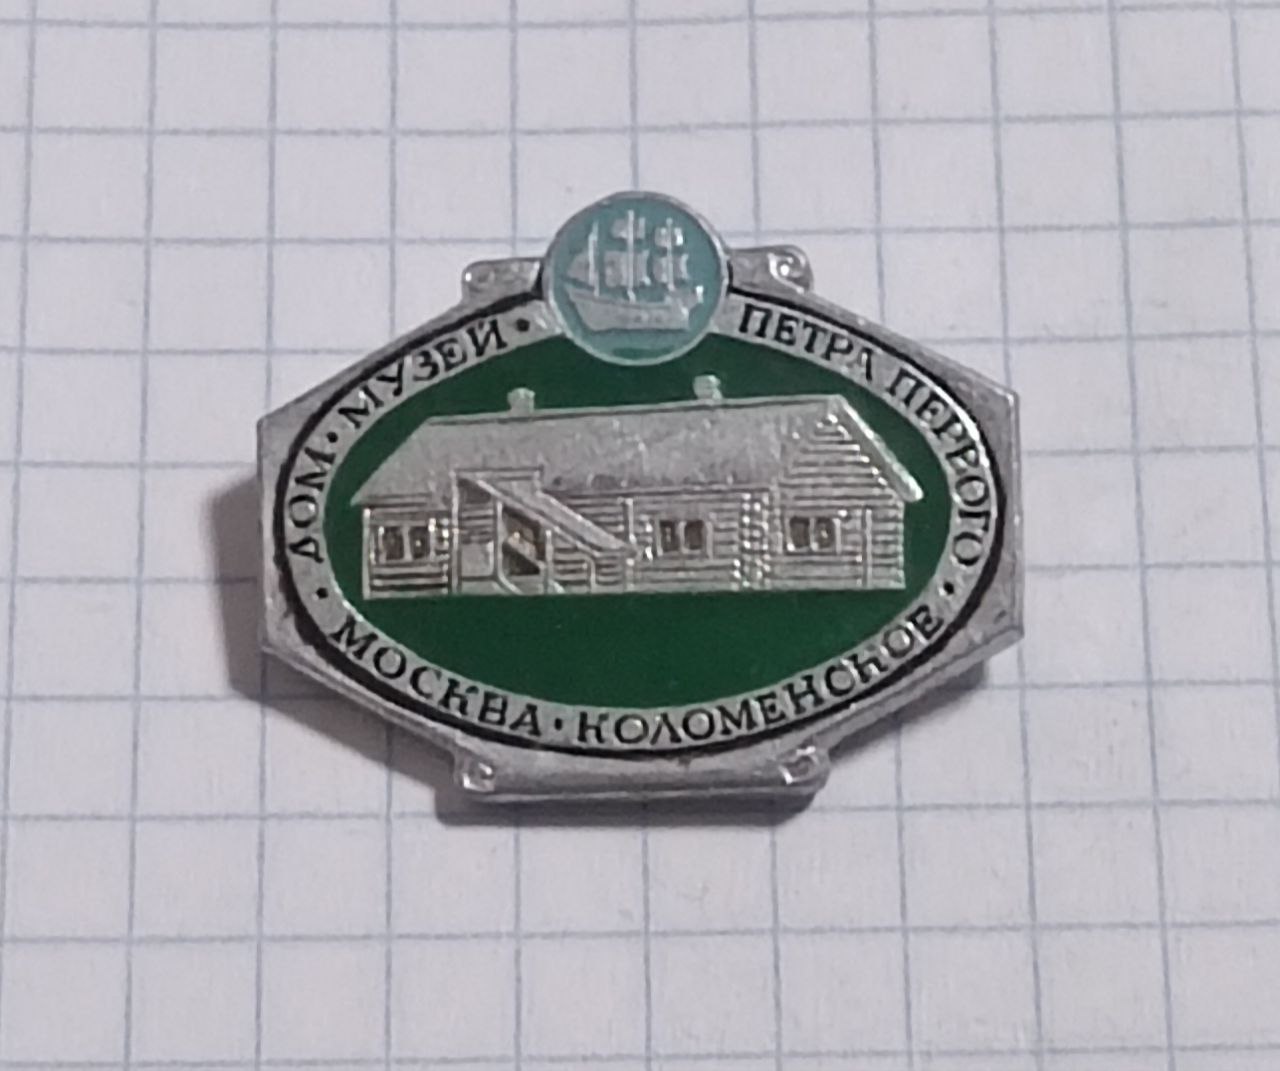 ДОМ · МУЗЕЙ · ПЕТРА ПЕРВОГО
МОСКВА · КОЛОМЕНСКОЕ